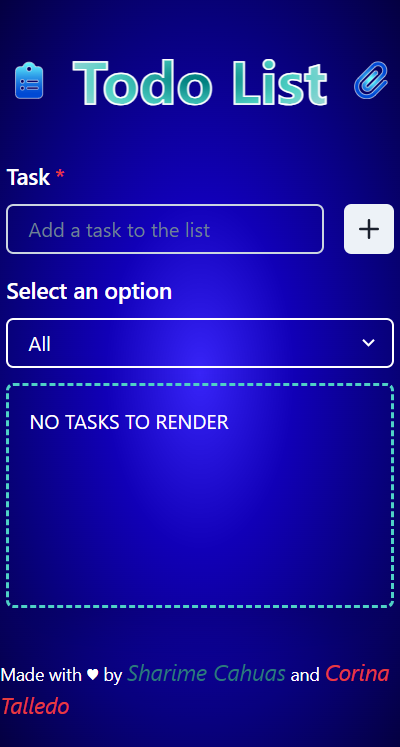 Todo List
Task *
Add a task to the list
Select an option
All
NO TASKS TO RENDER
Made with ♥ by Sharime Cahuas and Corina
Talledo